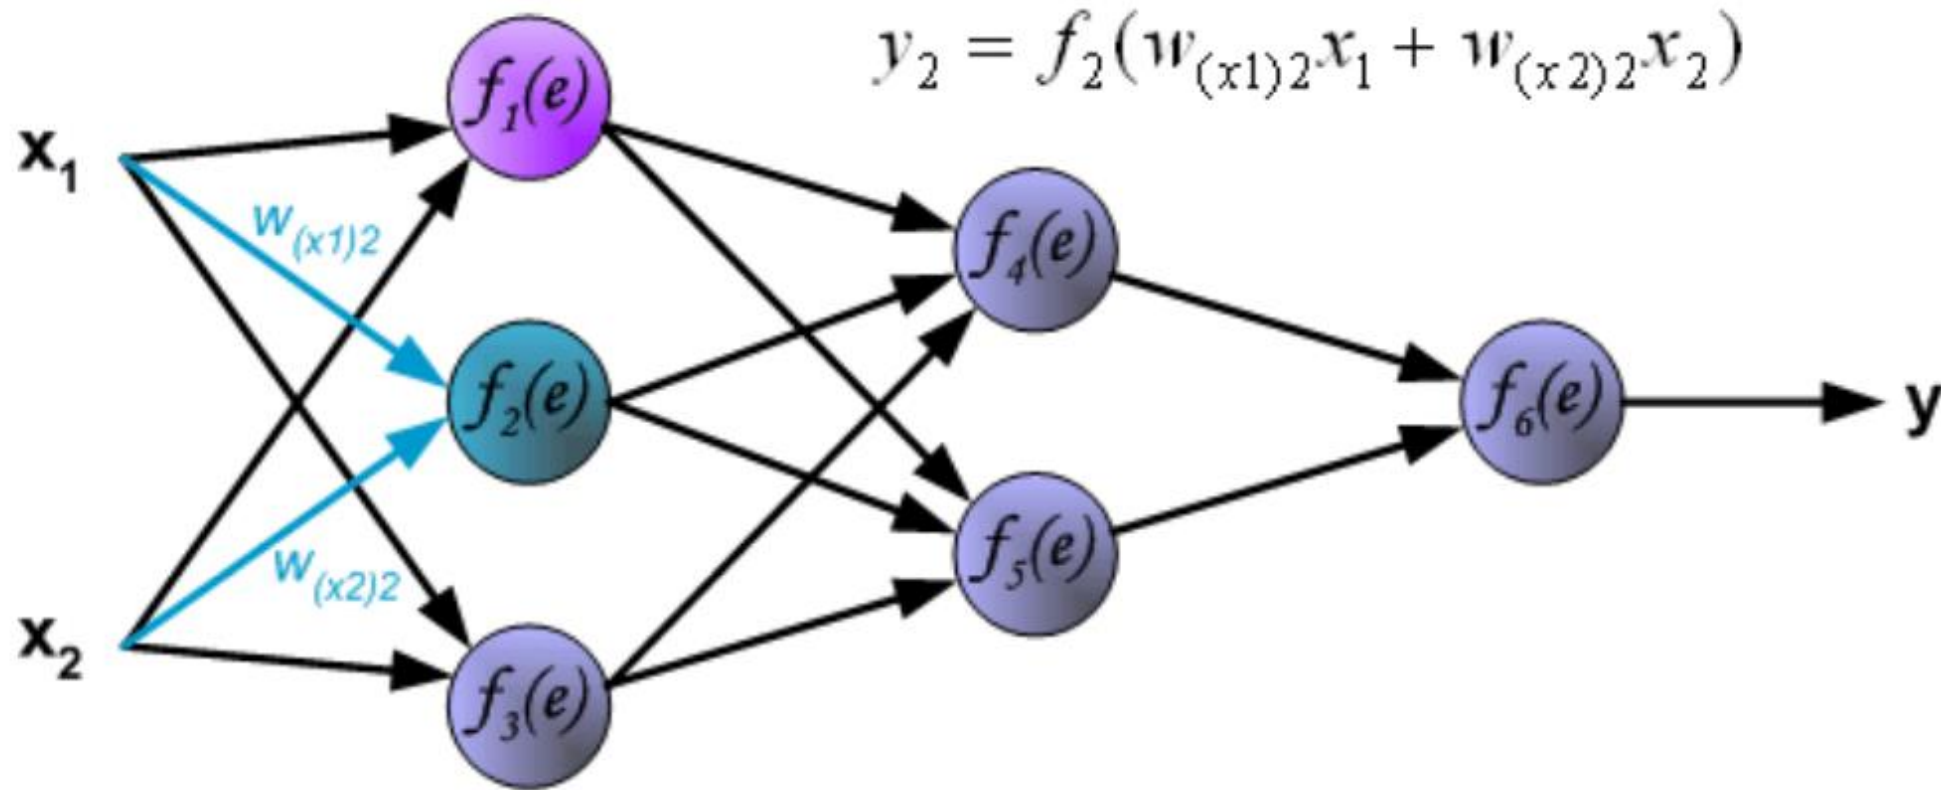 y₂ = f₂(w₍ₓ₁₎₂x₁ + w₍ₓ₂₎₂x₂)
f₁(e)
x₁
w₍ₓ₁₎₂
f₄(e)
f₂(e)
f₆(e)
y
f₅(e)
w₍ₓ₂₎₂
x₂
f₃(e)